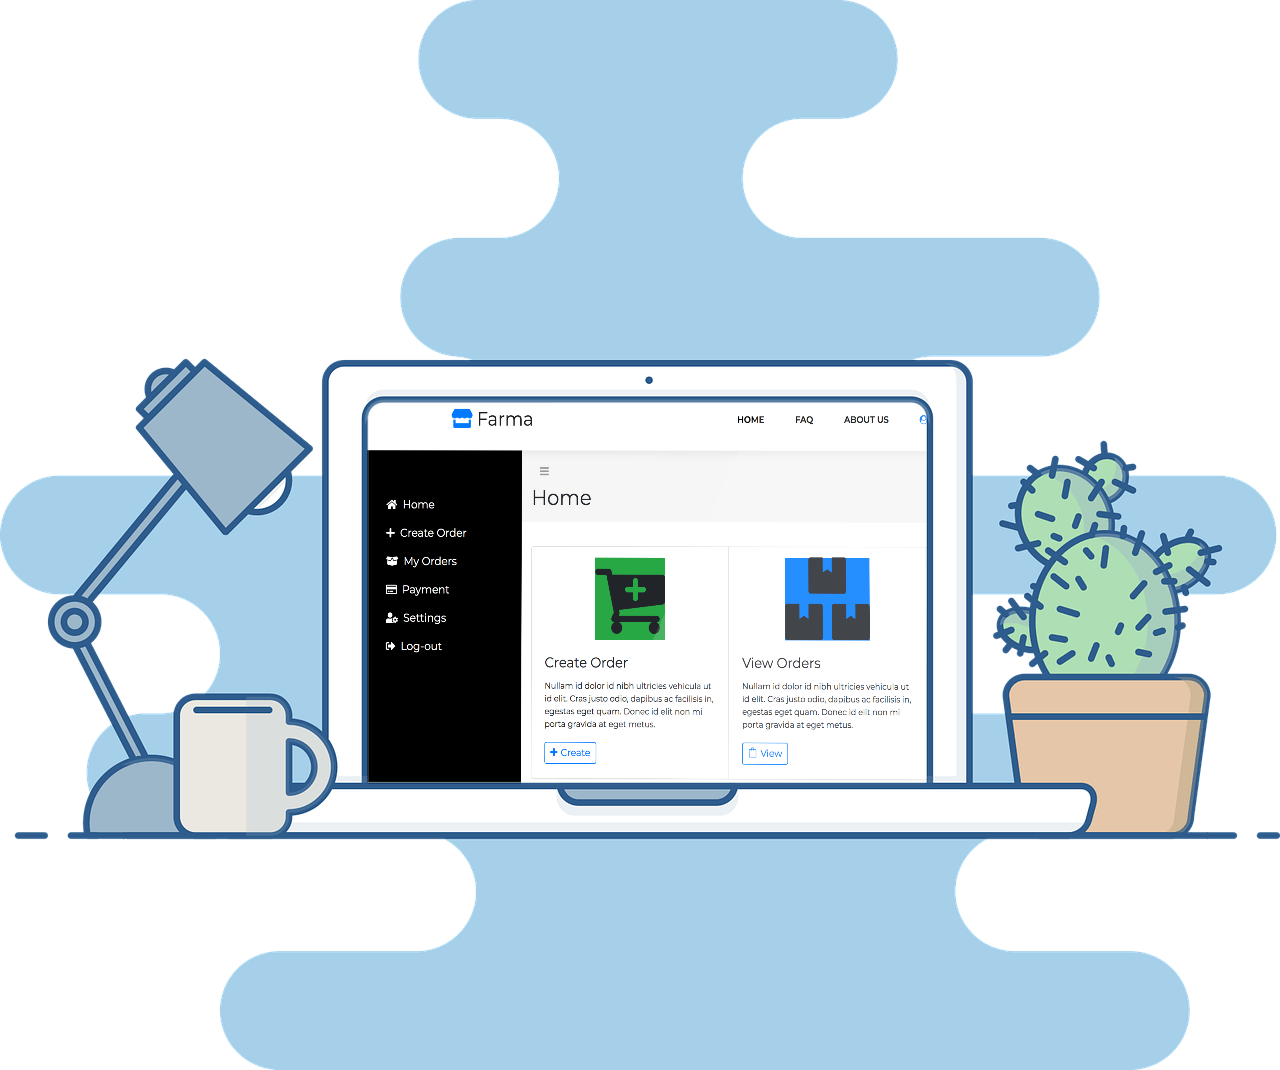 Farma
HOME FAQ ABOUT US
Home
Home
Create Order
My Orders
Payment
Settings
Log-out
Create Order
Nullam id dolor id nibh ultricies vehicula ut
id elit. Cras justo odio, dapibus ac facilisis in,
egestas eget quam. Donec id elit non mi
porta gravida at eget metus.
Create
View Orders
Nullam id dolor id nibh ultricies vehicula ut
id elit. Cras justo odio, dapibus ac facilisis in,
egestas eget quam. Donec id elit non mi
porta gravida at eget metus.
View